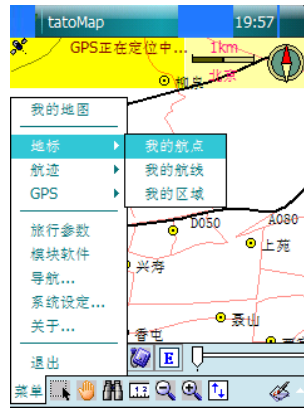 tatoMap 19:57
GPS正在定位中... 1km
北京
柳泉
我的地图
地标 我的航点
航迹 我的航线
GPS 我的区域
旅行参数
模块软件
导航...
系统设定...
关于...
退出
D050 A080
上苑
兴寿
香屯
E
菜单